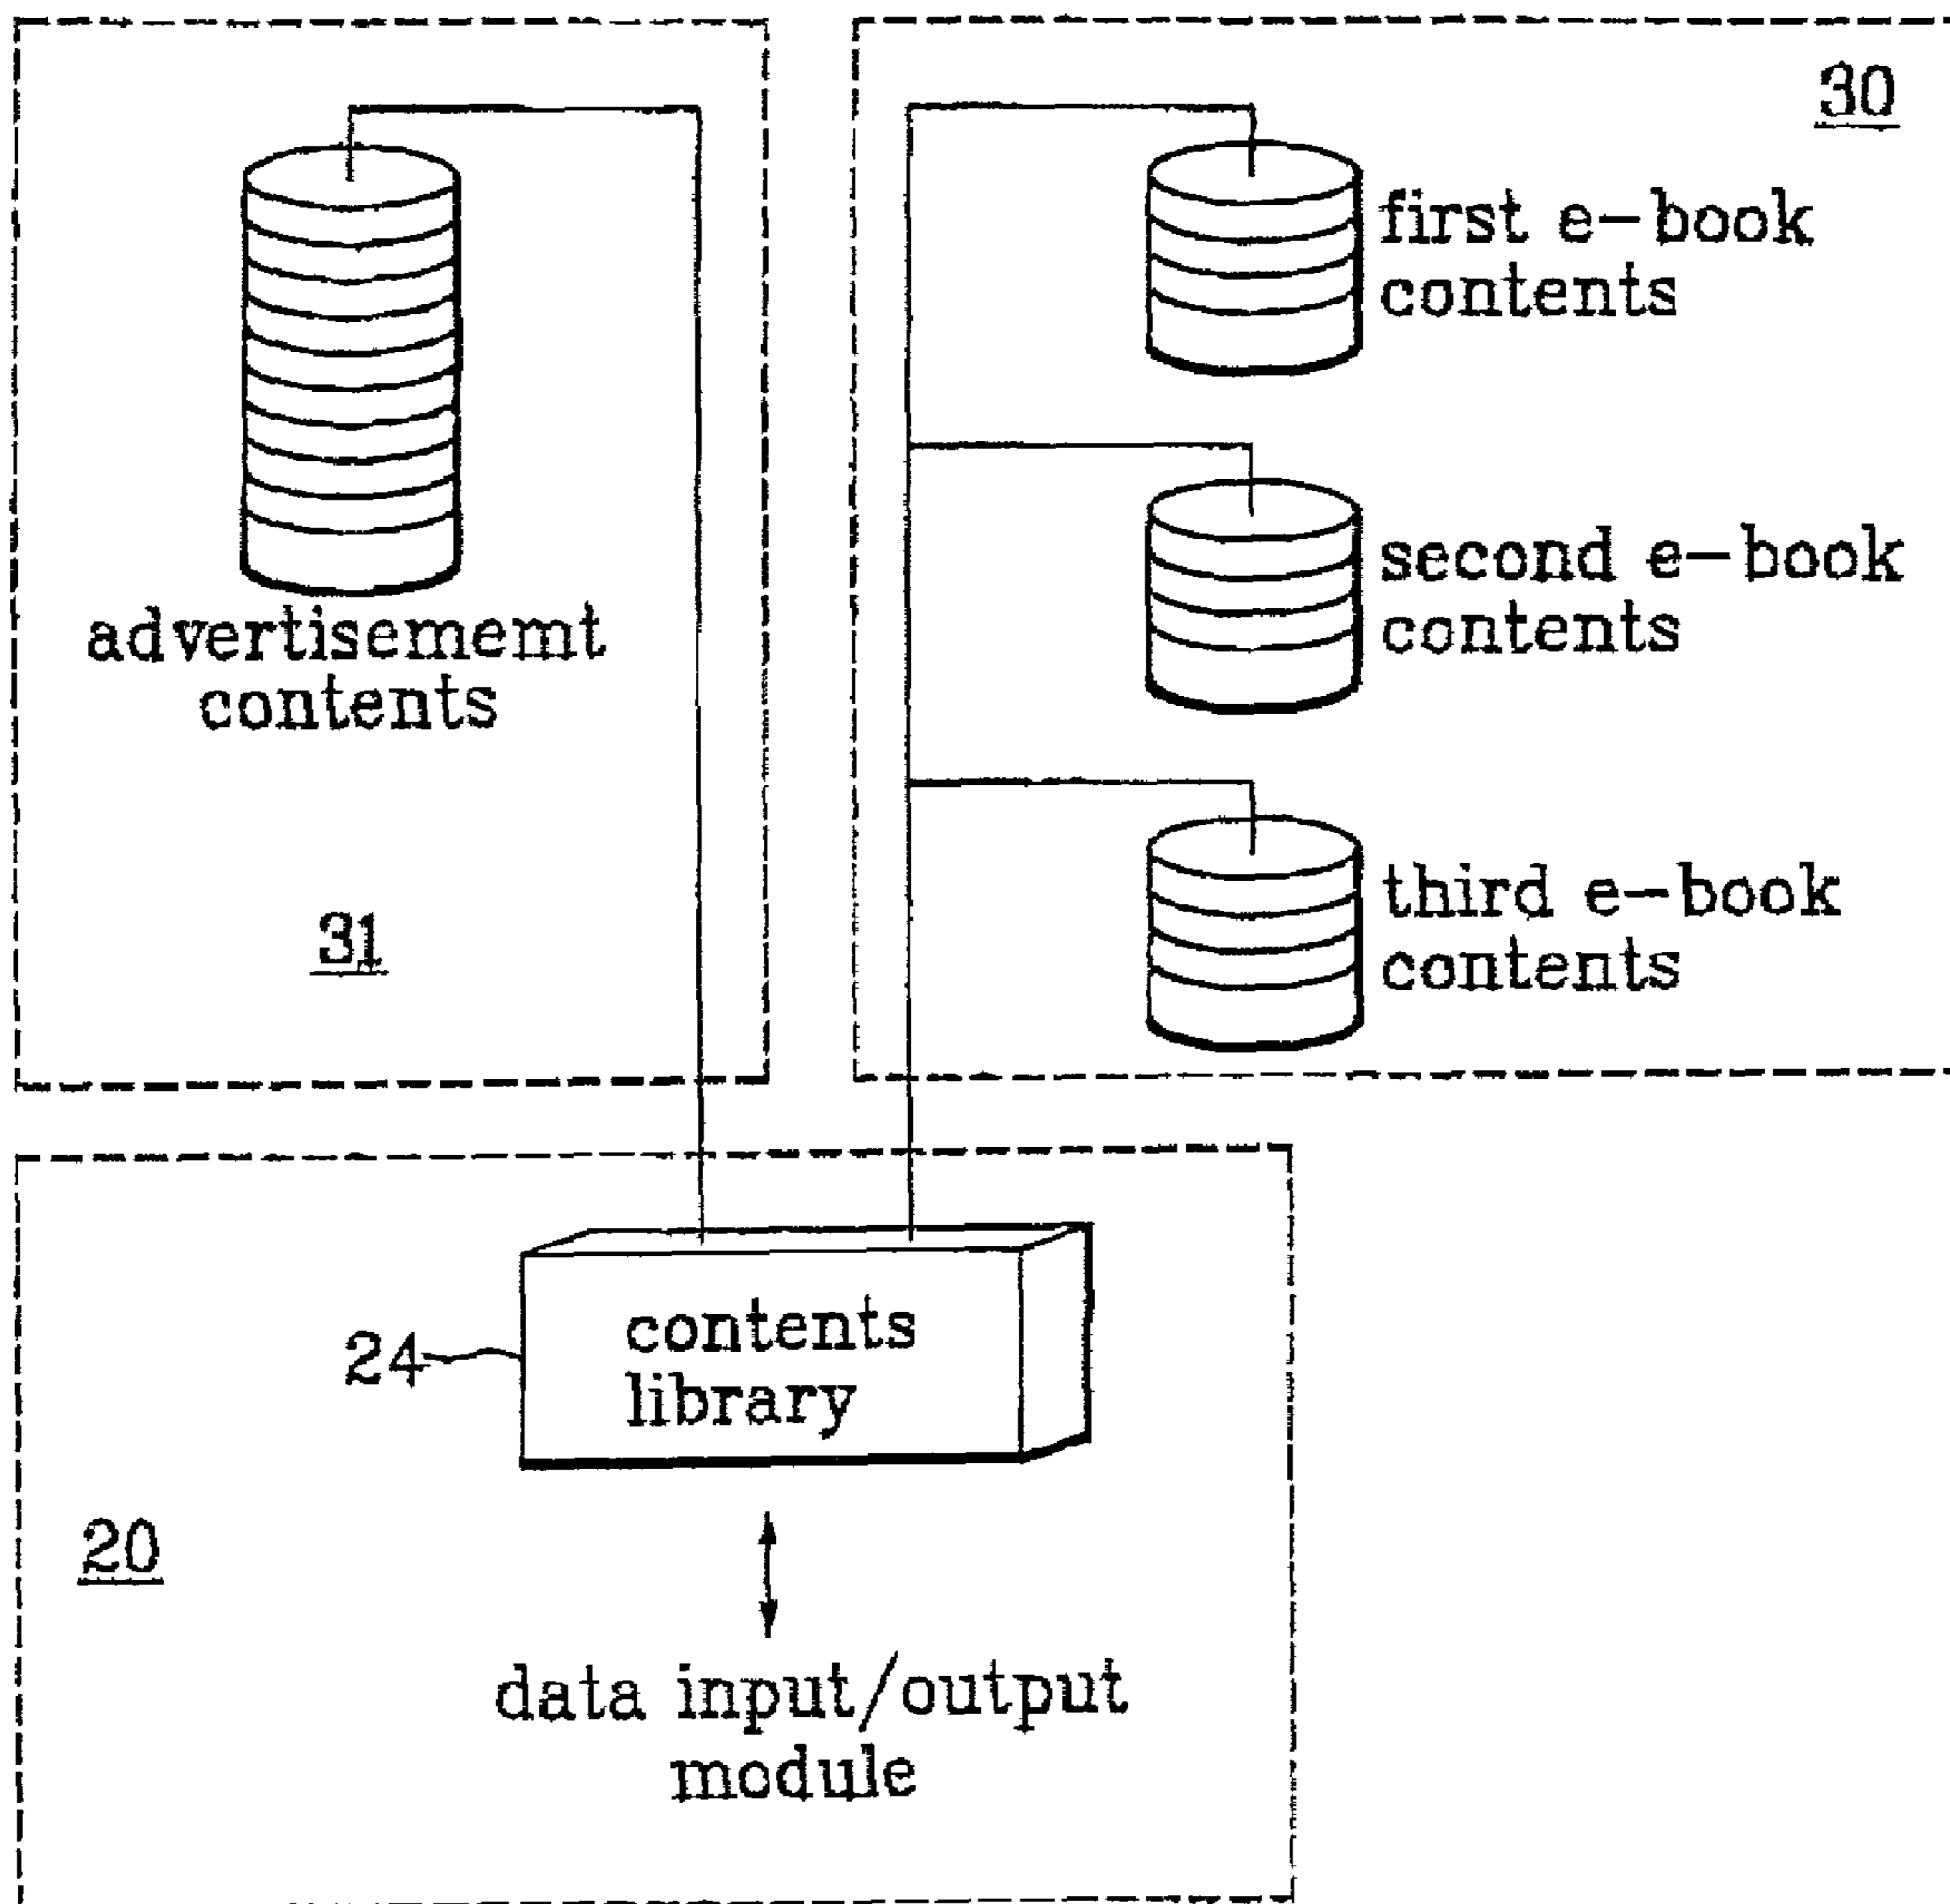 30
first e-book
contents
second e-book
contents
third e-book
contents
advertisememt
contents
31
24
contents
library
20
data input/output
module